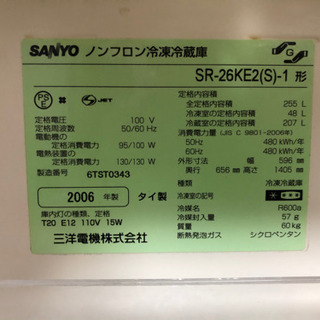 SANYO ノンフロン冷凍冷蔵庫
SR-26KE2(S)-1 形
PS E JET
定格電圧 100 V
定格周波数 50/60 Hz
電動機の
定格消費電力 95/100 W
電熱装置の
定格消費電力 130/130 W
製造番号 6TST0343
2006 年製 タイ製
庫内灯の種類、定格
T20 E12 110V 15W
三洋電機株式会社
定格内容積
全定格内容積 255 L
冷凍室の定格内容積 48 L
冷蔵室の定格内容積 207 L
消費電力量 (JIS C 9801-2006年)
50Hz 480 kWh/年
60Hz 480 kWh/年
外形寸法 幅 596 mm
奥行 656 mm 高さ 1405 mm
種類 冷凍冷蔵庫
冷凍室の記号
冷媒 R600a
冷媒封入量 57 g
質量 60 kg
断熱発泡ガス シクロペンタン